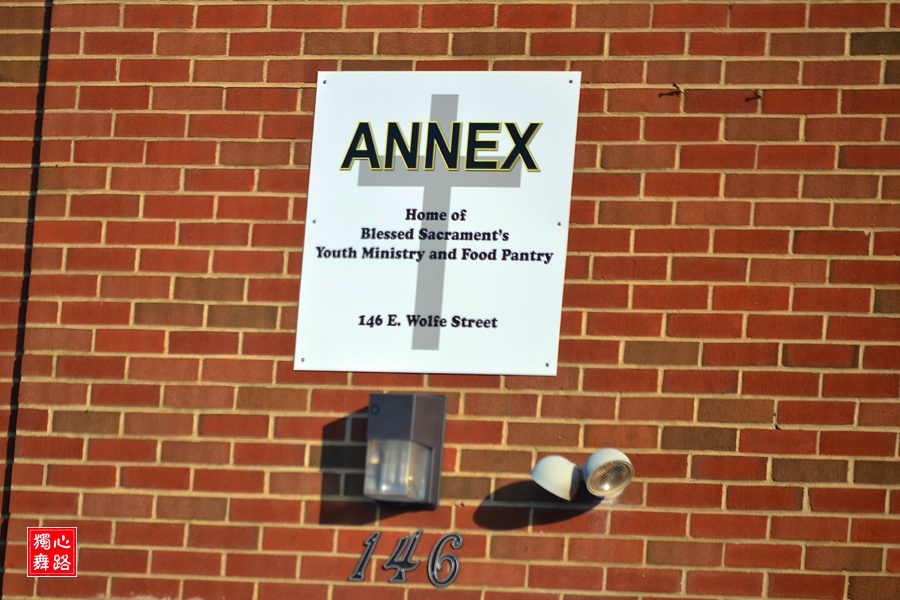 ANNEX
Home of
Blessed Sacrament's
Youth Ministry and Food Pantry
146 E. Wolfe Street
146
心路
獨舞